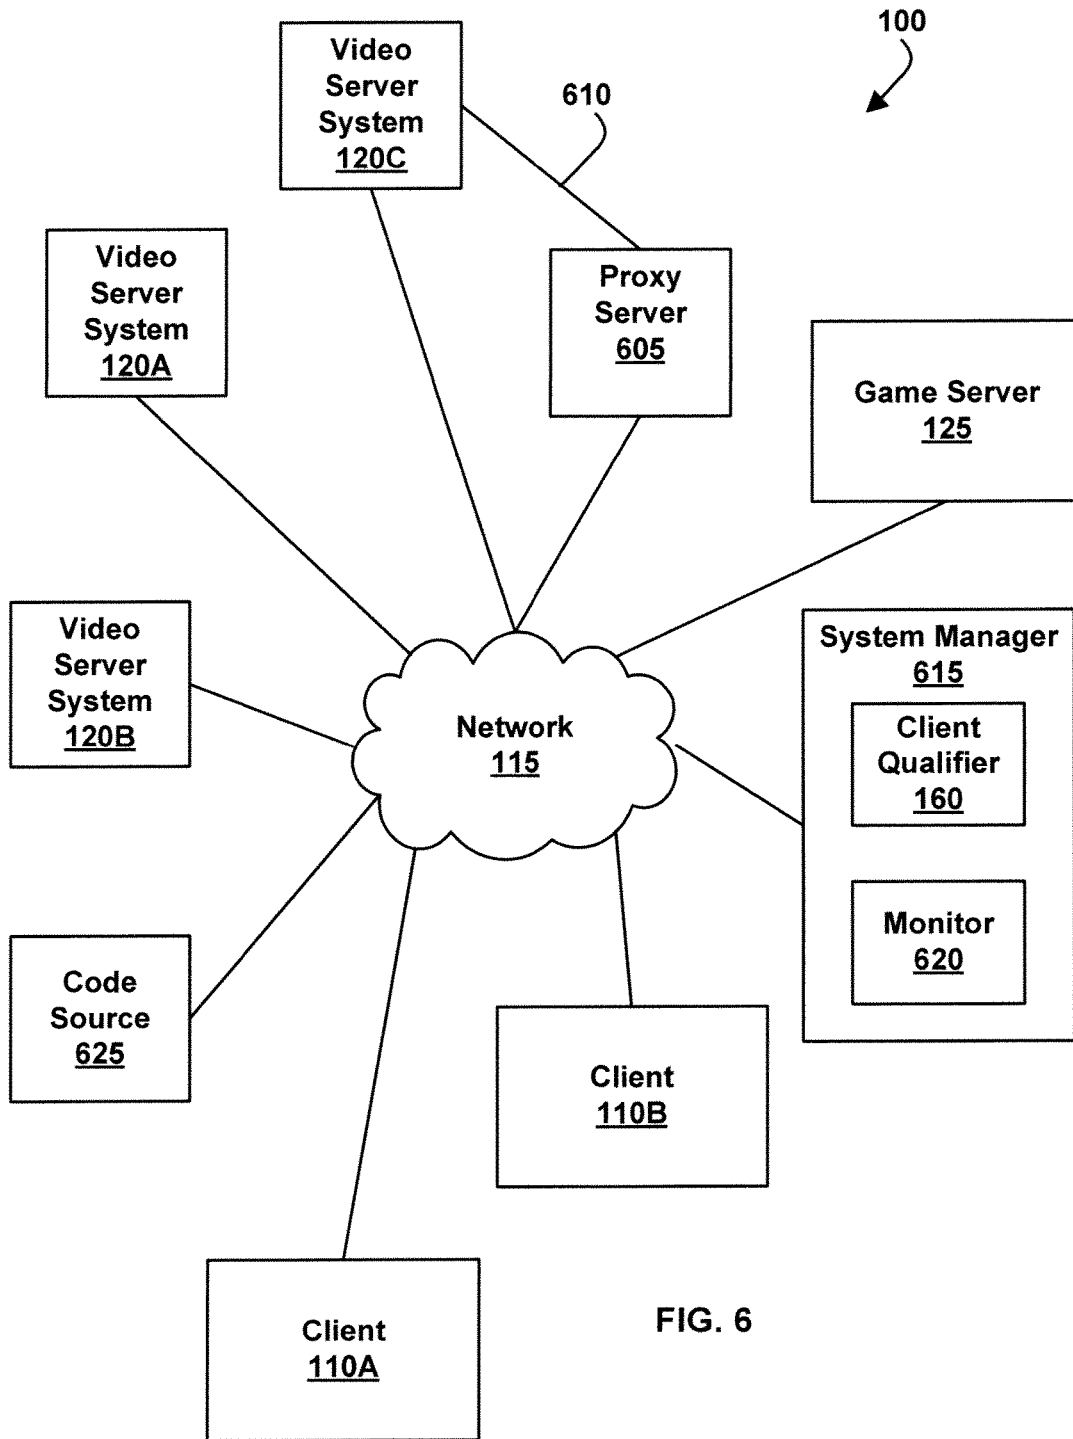 100
Video
Server
System
120C
610
Video
Server
System
120A
Proxy
Server
605
Game Server
125
Video
Server
System
120B
Network
115
System Manager
615
Client
Qualifier
160
Monitor
620
Code
Source
625
Client
110B
Client
110A
FIG. 6